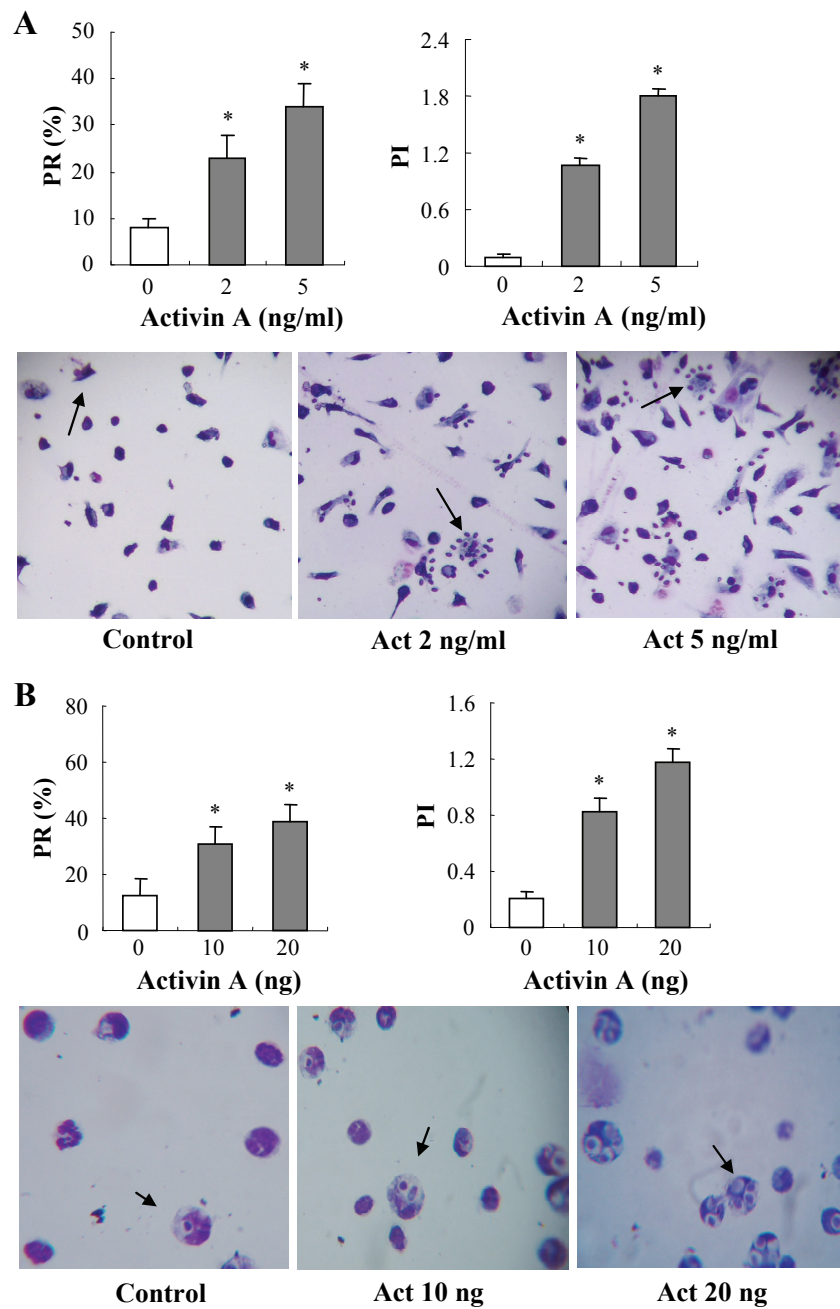 A
50
40
30
20
10
0
PR (%)
*
*
0 2 5
Activin A (ng/ml)
2.4
1.8
1.2
0.6
0
PI
*
*
0 2 5
Activin A (ng/ml)
Control
Act 2 ng/ml
Act 5 ng/ml
B
80
60
40
20
0
PR (%)
*
*
0 10 20
Activin A (ng)
1.6
1.2
0.8
0.4
0
PI
*
*
0 10 20
Activin A (ng)
Control
Act 10 ng
Act 20 ng